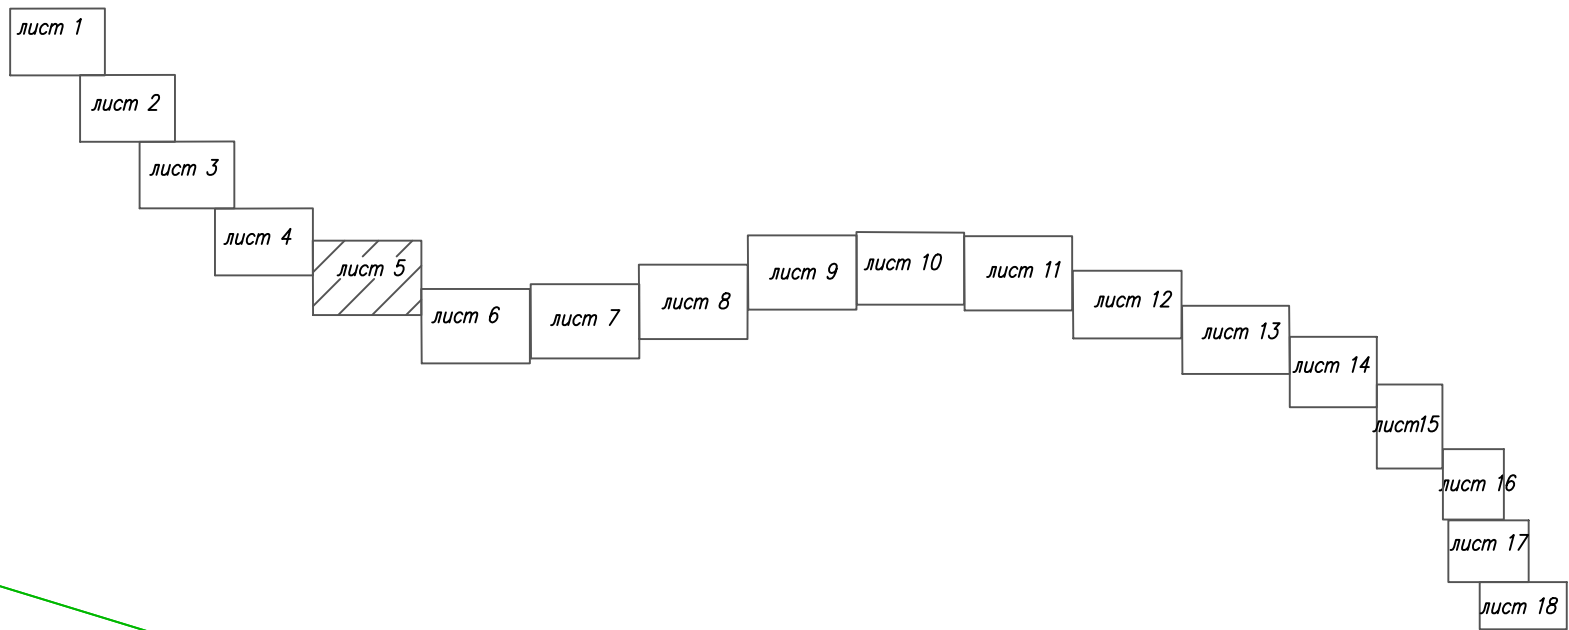 лист 1
лист 2
лист 3
лист 4
лист 5
лист 6
лист 7
лист 8
лист 9
лист 10
лист 11
лист 12
лист 13
лист 14
лист15
лист 16
лист 17
лист 18